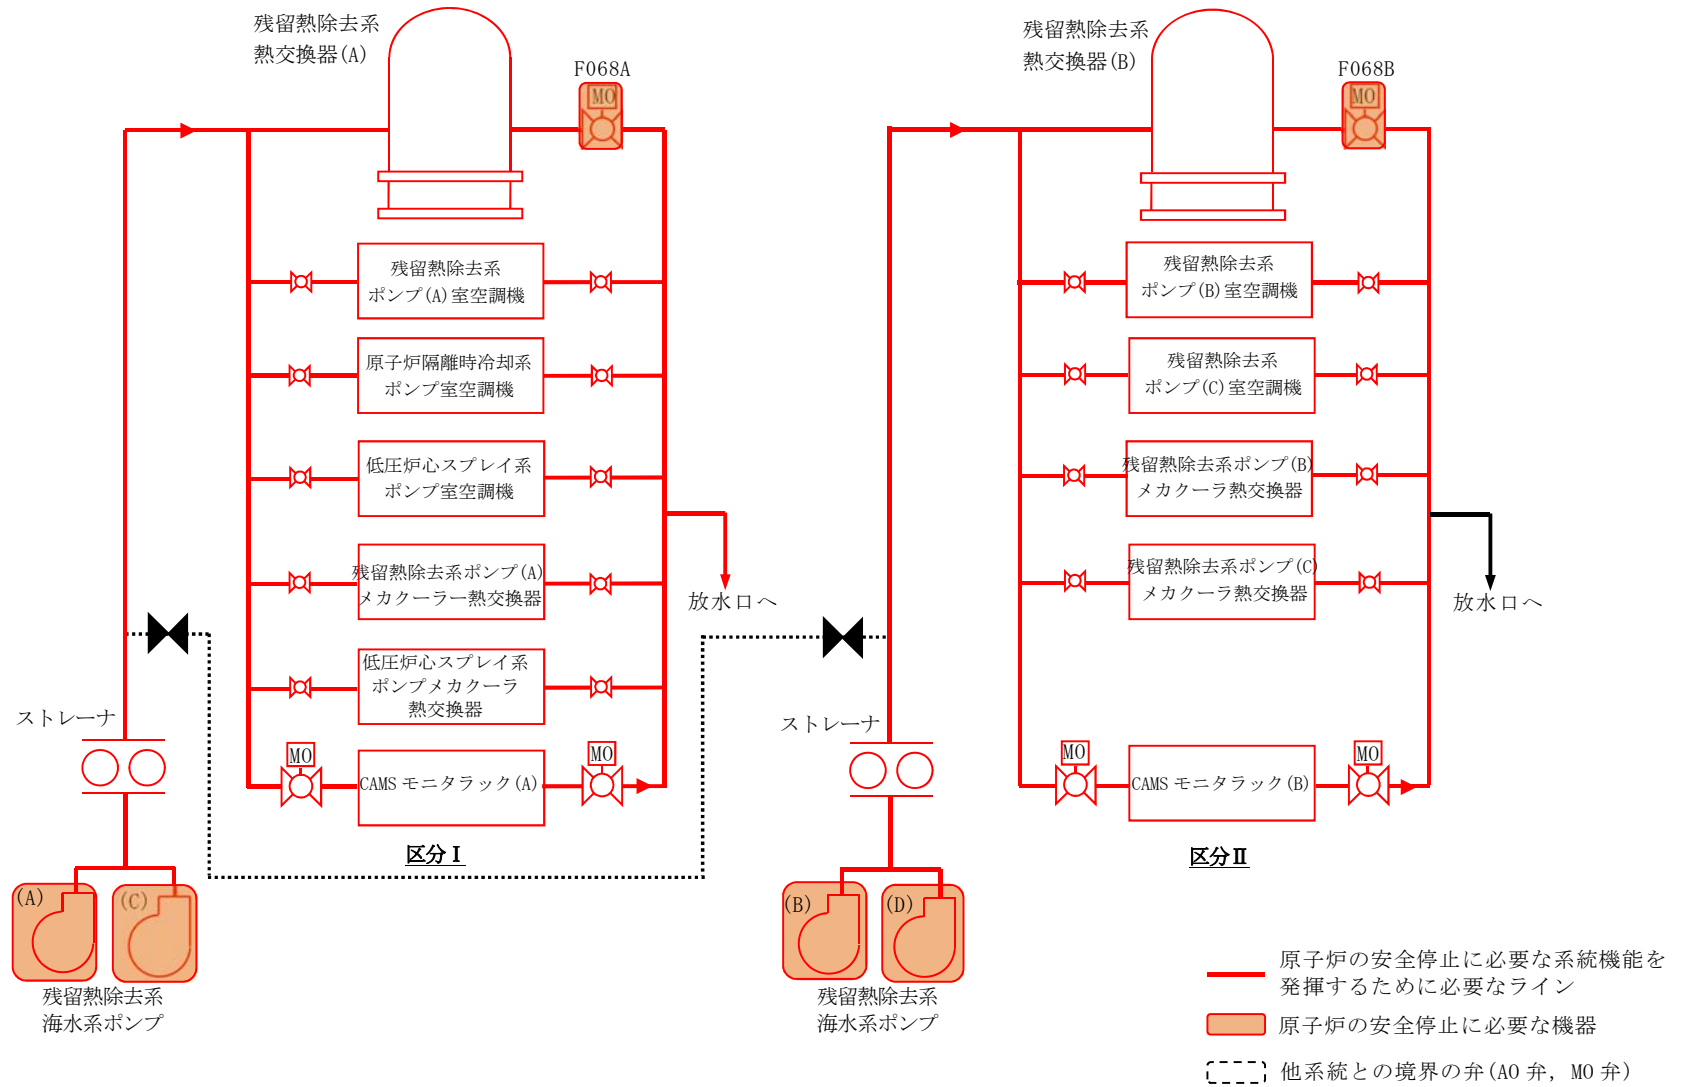 残留熱除去系
熱交換器(A)
F068A
MO
残留熱除去系
ポンプ(A)室空調機
原子炉隔離時冷却系
ポンプ室空調機
低圧炉心スプレイ系
ポンプ室空調機
残留熱除去系ポンプ(A)
メカクーラー熱交換器
低圧炉心スプレイ系
ポンプメカクーラ
熱交換器
MO
CAMSモニタラック(A)
MO
放水口へ
区分Ⅰ
ストレーナ
(A)
(C)
残留熱除去系
海水系ポンプ
残留熱除去系
熱交換器(B)
F068B
MO
残留熱除去系
ポンプ(B)室空調機
残留熱除去系
ポンプ(C)室空調機
残留熱除去系ポンプ(B)
メカクーラ熱交換器
残留熱除去系ポンプ(C)
メカクーラ熱交換器
MO
CAMSモニタラック(B)
MO
放水口へ
区分Ⅱ
ストレーナ
(B)
(D)
残留熱除去系
海水系ポンプ
原子炉の安全停止に必要な系統機能を
発揮するために必要なライン
原子炉の安全停止に必要な機器
他系統との境界の弁(AO弁，MO弁)